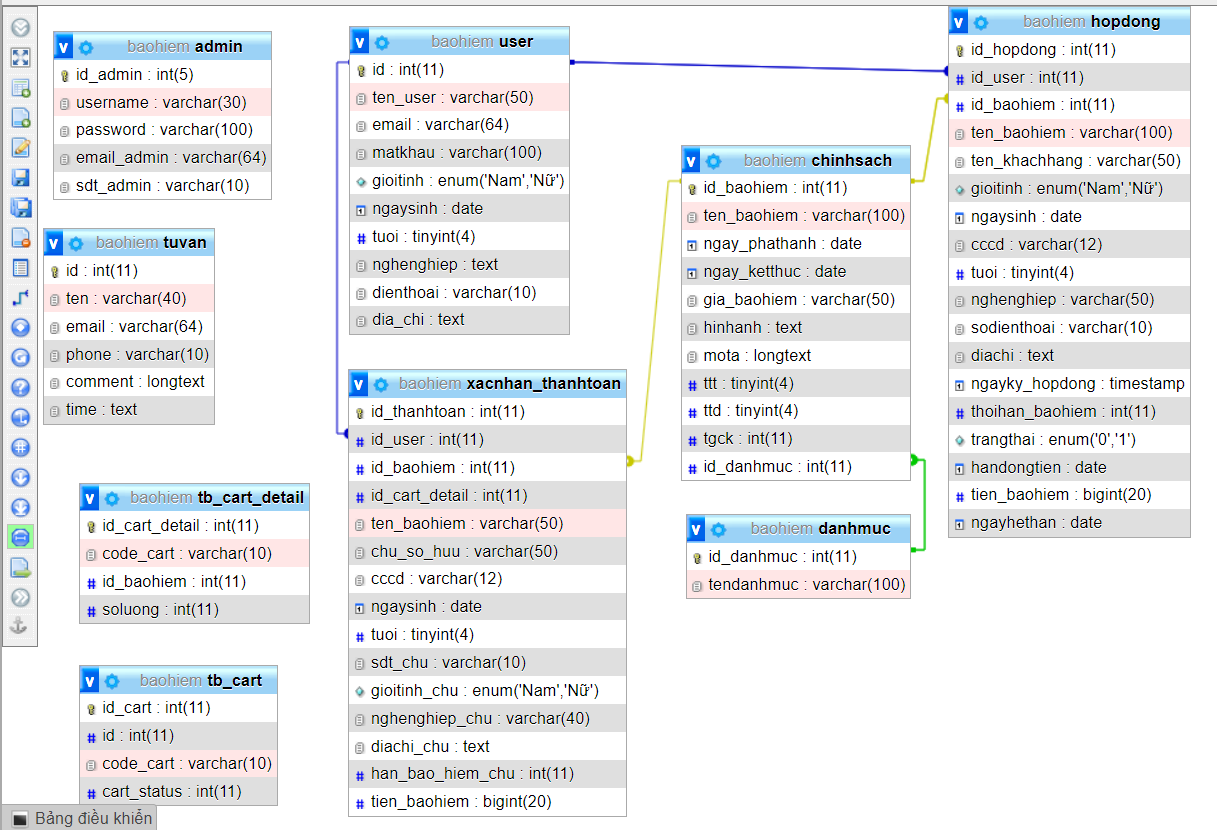 v baohiem admin
id_admin : int(5)
username : varchar(30)
password : varchar(100)
email_admin : varchar(64)
sdt_admin : varchar(10)
v baohiem tuvan
id : int(11)
ten : varchar(40)
email : varchar(64)
phone : varchar(10)
comment : longtext
time : text
v baohiem tb_cart_detail
id_cart_detail : int(11)
code_cart : varchar(10)
id_baohiem : int(11)
soluong : int(11)
v baohiem tb_cart
id_cart : int(11)
id : int(11)
code_cart : varchar(10)
cart_status : int(11)
v baohiem user
id : int(11)
ten_user : varchar(50)
email : varchar(64)
matkhau : varchar(100)
gioitinh : enum('Nam','Nữ')
ngaysinh : date
tuoi : tinyint(4)
nghenghiep : text
dienthoai : varchar(10)
dia_chi : text
v baohiem xacnhan_thanhtoan
id_thanhtoan : int(11)
id_user : int(11)
id_baohiem : int(11)
id_cart_detail : int(11)
ten_baohiem : varchar(50)
chu_so_huu : varchar(50)
cccd : varchar(12)
ngaysinh : date
tuoi : tinyint(4)
sdt_chu : varchar(10)
gioitinh_chu : enum('Nam','Nữ')
nghenghiep_chu : varchar(40)
diachi_chu : text
han_bao_hiem_chu : int(11)
tien_baohiem : bigint(20)
v baohiem chinhsach
id_baohiem : int(11)
ten_baohiem : varchar(100)
ngay_phathanh : date
ngay_ketthuc : date
gia_baohiem : varchar(50)
hinhanh : text
mota : longtext
ttt : tinyint(4)
ttd : tinyint(4)
tgck : int(11)
id_danhmuc : int(11)
v baohiem danhmuc
id_danhmuc : int(11)
tendanhmuc : varchar(100)
v baohiem hopdong
id_hopdong : int(11)
id_user : int(11)
id_baohiem : int(11)
ten_baohiem : varchar(100)
ten_khachhang : varchar(50)
gioitinh : enum('Nam','Nữ')
ngaysinh : date
cccd : varchar(12)
tuoi : tinyint(4)
nghenghiep : varchar(50)
sodienthoai : varchar(10)
diachi : text
ngayky_hopdong : timestamp
thoihan_baohiem : int(11)
trangthai : enum('0','1')
handongtien : date
tien_baohiem : bigint(20)
ngayhethan : date
Bảng điều khiển